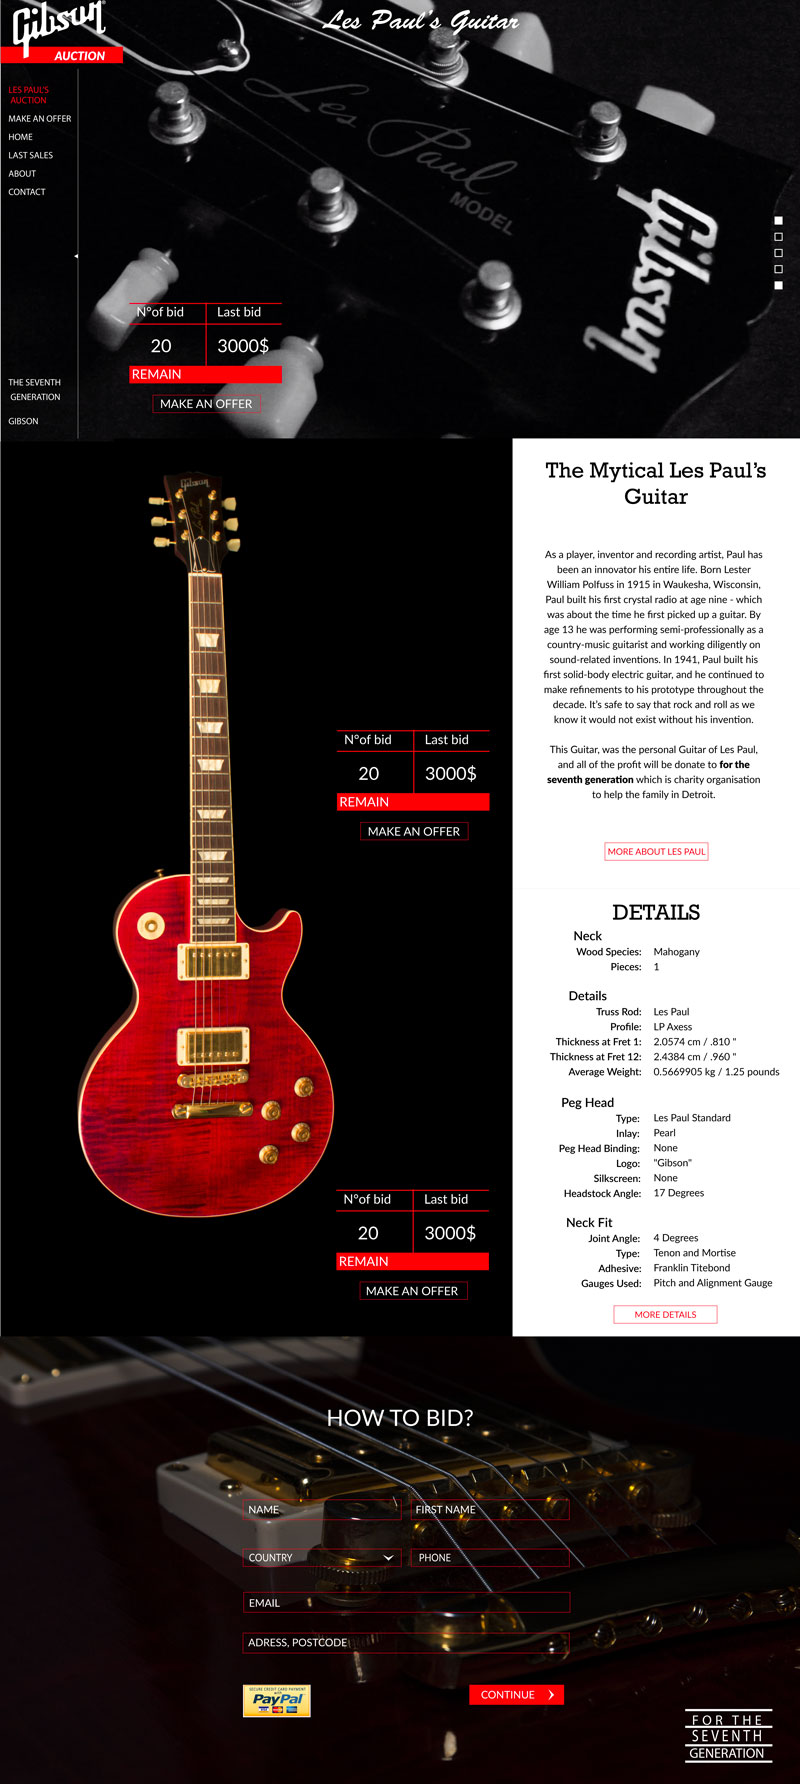 Gibson
AUCTION
Les Paul's Guitar
LES PAUL'S
AUCTION
MAKE AN OFFER
HOME
LAST SALES
ABOUT
CONTACT
THE SEVENTH
GENERATION
GIBSON
Les Paul
MODEL
Gibson
N°of bid Last bid
20 3000$
REMAIN
MAKE AN OFFER
Gibson
Les Paul
N°of bid Last bid
20 3000$
REMAIN
MAKE AN OFFER
N°of bid Last bid
20 3000$
REMAIN
MAKE AN OFFER
The Mytical Les Paul's
Guitar
As a player, inventor and recording artist, Paul has
been an innovator his entire life. Born Lester
William Polfuss in 1915 in Waukesha, Wisconsin,
Paul built his first crystal radio at age nine - which
was about the time he first picked up a guitar. By
age 13 he was performing semi-professionally as a
country-music guitarist and working diligently on
sound-related inventions. In 1941, Paul built his
first solid-body electric guitar, and he continued to
make refinements to his prototype throughout the
decade. It's safe to say that rock and roll as we
know it would not exist without his invention.
This Guitar, was the personal Guitar of Les Paul,
and all of the profit will be donate to for the
seventh generation which is charity organisation
to help the family in Detroit.
MORE ABOUT LES PAUL
DETAILS
Neck
Wood Species: Mahogany
Pieces: 1
Details
Truss Rod: Les Paul
Profile: LP Axess
Thickness at Fret 1: 2.0574 cm / .810 "
Thickness at Fret 12: 2.4384 cm / .960 "
Average Weight: 0.5669905 kg / 1.25 pounds
Peg Head
Type: Les Paul Standard
Inlay: Pearl
Peg Head Binding: None
Logo: "Gibson"
Silkscreen: None
Headstock Angle: 17 Degrees
Neck Fit
Joint Angle: 4 Degrees
Type: Tenon and Mortise
Adhesive: Franklin Titebond
Gauges Used: Pitch and Alignment Gauge
MORE DETAILS
HOW TO BID?
NAME FIRST NAME
COUNTRY PHONE
EMAIL
ADRESS, POSTCODE
SECURE CREDIT CARD PAYMENT
with
PayPal
CONTINUE
FOR THE
SEVENTH
GENERATION